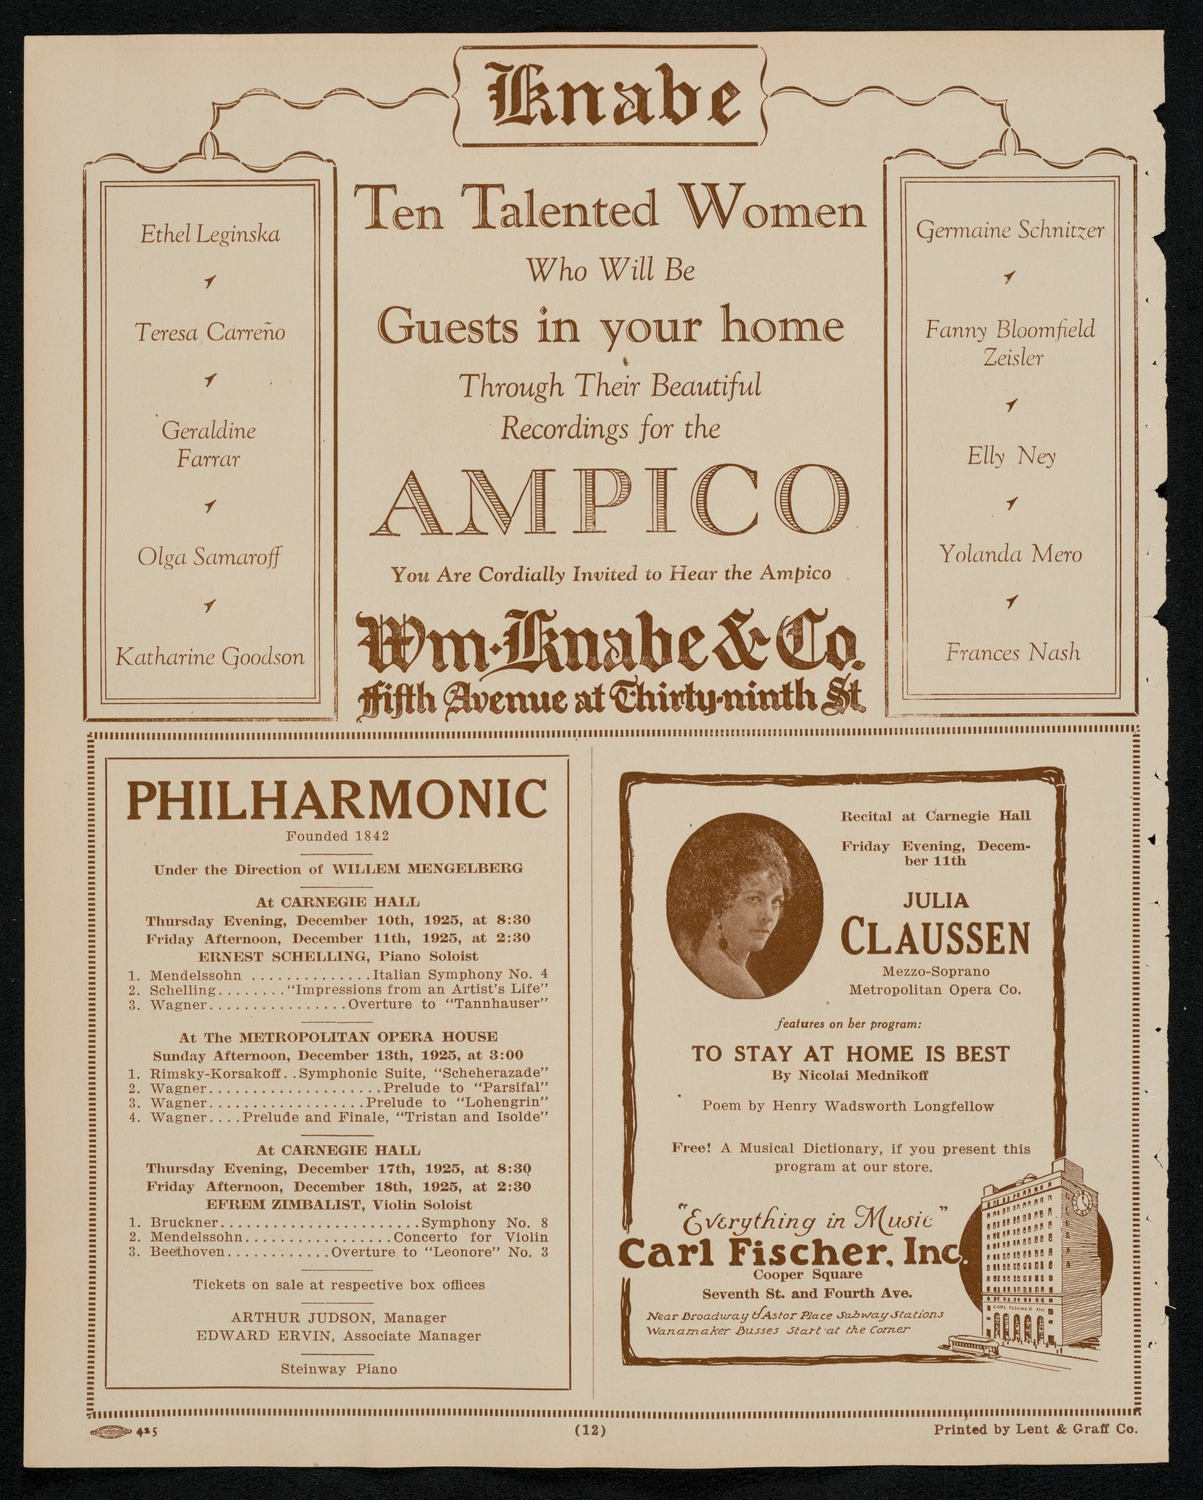 Knabe
Ten Talented Women
Who Will Be
Guests in your home
Through Their Beautiful
Recordings for the
AMPICO
You Are Cordially Invited to Hear the Ampico
Wm. Knabe & Co.
Fifth Avenue at Thirty-ninth St.
Ethel Leginska
Teresa Carreño
Geraldine
Farrar
Olga Samaroff
Katharine Goodson
Germaine Schnitzer
Fanny Bloomfield
Zeisler
Elly Ney
Yolanda Mero
Frances Nash
PHILHARMONIC
Founded 1842
Under the Direction of WILLEM MENGELBERG
At CARNEGIE HALL
Thursday Evening, December 10th, 1925, at 8:30
Friday Afternoon, December 11th, 1925, at 2:30
ERNEST SCHELLING, Piano Soloist
1. Mendelssohn ..............Italian Symphony No. 4
2. Schelling........"Impressions from an Artist's Life"
3. Wagner................Overture to "Tannhauser"
At The METROPOLITAN OPERA HOUSE
Sunday Afternoon, December 13th, 1925, at 3:00
1. Rimsky-Korsakoff..Symphonic Suite, "Scheherazade"
2. Wagner....................Prelude to "Parsifal"
3. Wagner..................Prelude to "Lohengrin"
4. Wagner....Prelude and Finale, "Tristan and Isolde"
At CARNEGIE HALL
Thursday Evening, December 17th, 1925, at 8:30
Friday Afternoon, December 18th, 1925, at 2:30
EFREM ZIMBALIST, Violin Soloist
1. Bruckner.......................Symphony No. 8
2. Mendelssohn.................Concerto for Violin
3. Beethoven............Overture to "Leonore" No. 3
Tickets on sale at respective box offices
ARTHUR JUDSON, Manager
EDWARD ERVIN, Associate Manager
Steinway Piano
Recital at Carnegie Hall
Friday Evening, Decem-
ber 11th
JULIA
CLAUSSEN
Mezzo-Soprano
Metropolitan Opera Co.
features on her program:
TO STAY AT HOME IS BEST
By Nicolai Mednikoff
Poem by Henry Wadsworth Longfellow
Free! A Musical Dictionary, if you present this
program at our store.
"Everything in Music"
Carl Fischer, Inc.
Cooper Square
Seventh St. and Fourth Ave.
Near Broadway & Astor Place Subway Stations
Wanamaker Busses Start at the Corner
CARL FISCHER INC
425
(12)
Printed by Lent & Graff Co.